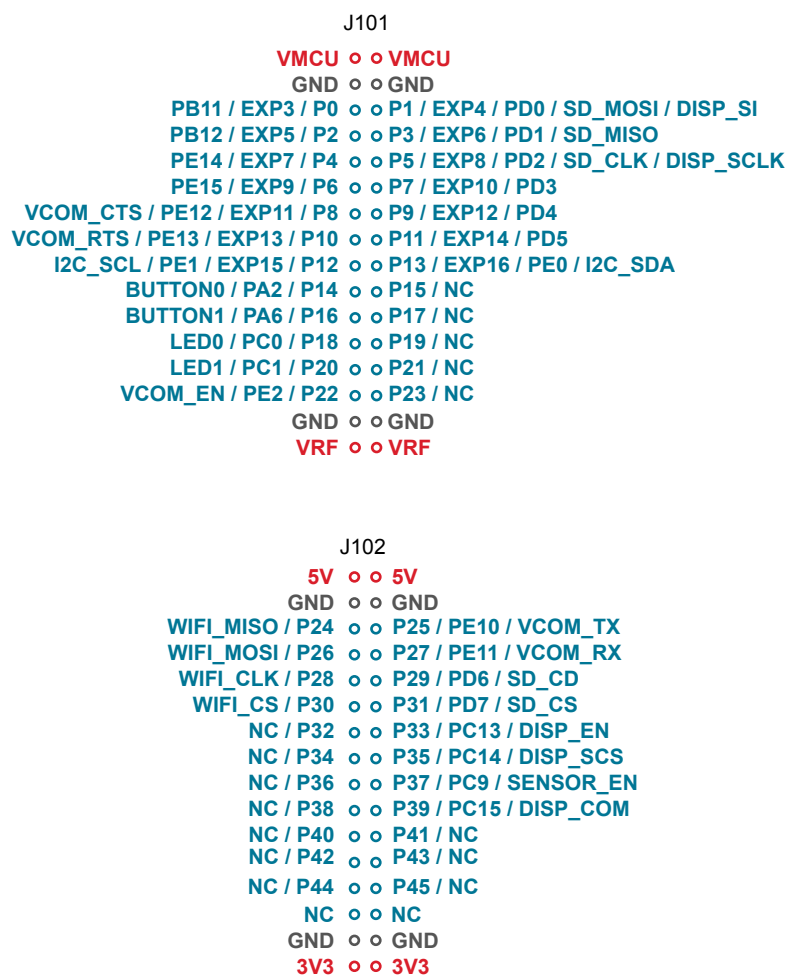 J101
VMCU VMCU
GND GND
PB11 / EXP3 / P0 P1 / EXP4 / PD0 / SD_MOSI / DISP_SI
PB12 / EXP5 / P2 P3 / EXP6 / PD1 / SD_MISO
PE14 / EXP7 / P4 P5 / EXP8 / PD2 / SD_CLK / DISP_SCLK
PE15 / EXP9 / P6 P7 / EXP10 / PD3
VCOM_CTS / PE12 / EXP11 / P8 P9 / EXP12 / PD4
VCOM_RTS / PE13 / EXP13 / P10 P11 / EXP14 / PD5
I2C_SCL / PE1 / EXP15 / P12 P13 / EXP16 / PE0 / I2C_SDA
BUTTON0 / PA2 / P14 P15 / NC
BUTTON1 / PA6 / P16 P17 / NC
LED0 / PC0 / P18 P19 / NC
LED1 / PC1 / P20 P21 / NC
VCOM_EN / PE2 / P22 P23 / NC
GND GND
VRF VRF
J102
5V 5V
GND GND
WIFI_MISO / P24 P25 / PE10 / VCOM_TX
WIFI_MOSI / P26 P27 / PE11 / VCOM_RX
WIFI_CLK / P28 P29 / PD6 / SD_CD
WIFI_CS / P30 P31 / PD7 / SD_CS
NC / P32 P33 / PC13 / DISP_EN
NC / P34 P35 / PC14 / DISP_SCS
NC / P36 P37 / PC9 / SENSOR_EN
NC / P38 P39 / PC15 / DISP_COM
NC / P40 P41 / NC
NC / P42 P43 / NC
NC / P44 P45 / NC
NC NC
GND GND
3V3 3V3